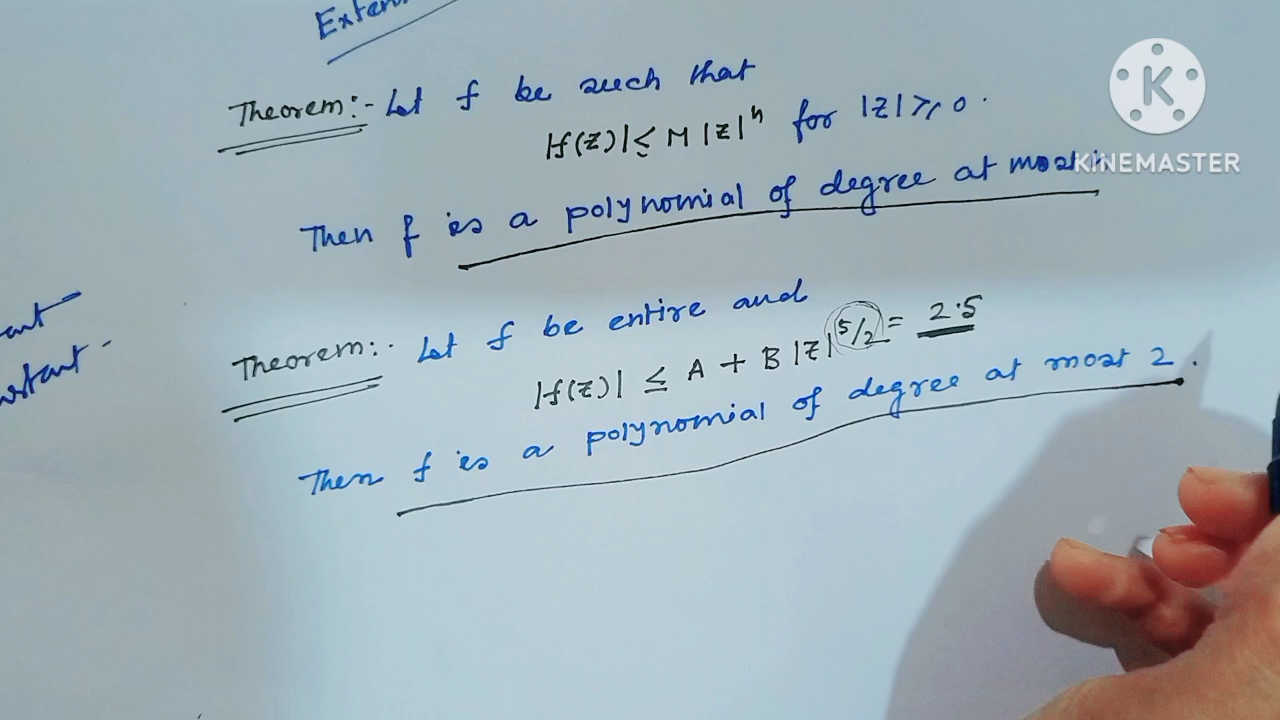 Exten
Theorem:- Let f be such that
|f(z)| ≤ M |z|ⁿ for |z| ≥ 0.
Then f is a polynomial of degree at most n
Theorem:- Let f be entire and
|f(z)| ≤ A + B |z|^5/2 = 2.5
Then f is a polynomial of degree at most 2.
K
KINEMASTER